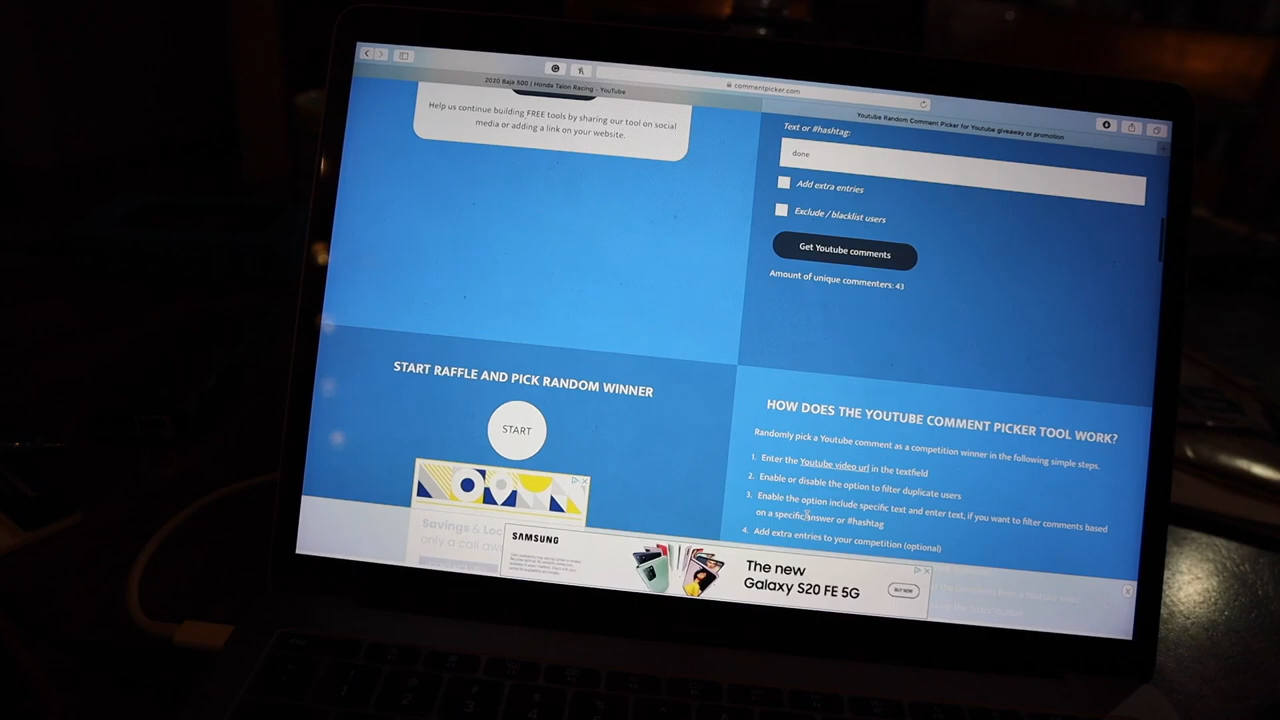 commentpicker.com
2020 Baja 500 | Honda Talon Racing - YouTube
Youtube Random Comment Picker for Youtube giveaway or promotion
Help us continue building FREE tools by sharing our tool on social
media or adding a link on your website.
Text or #hashtag:
done
Add extra entries
Exclude / blacklist users
Get Youtube comments
Amount of unique commenters: 43
START RAFFLE AND PICK RANDOM WINNER
START
HOW DOES THE YOUTUBE COMMENT PICKER TOOL WORK?
Randomly pick a Youtube comment as a competition winner in the following simple steps.
1. Enter the Youtube video url in the textfield
2. Enable or disable the option to filter duplicate users
3. Enable the option include specific text and enter text, if you want to filter comments based
on a specific answer or #hashtag
4. Add extra entries to your competition (optional)
Savings & Loc
only a call aw
SAMSUNG
The new
Galaxy S20 FE 5G
BUY NOW